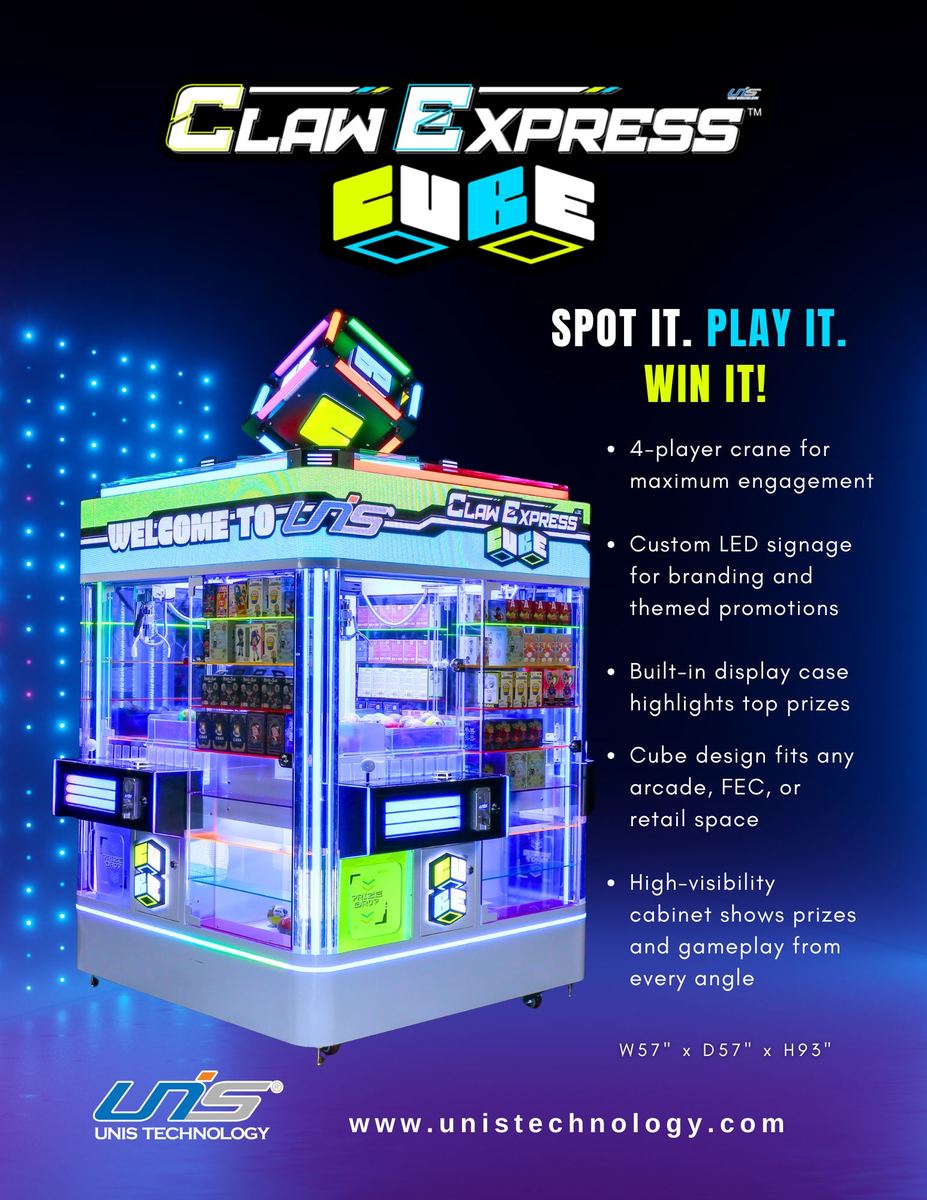 UNIS
CLAW EXPRESS™
CUBE
SPOT IT. PLAY IT.
WIN IT!
• 4-player crane for
maximum engagement
• Custom LED signage
for branding and
themed promotions
• Built-in display case
highlights top prizes
• Cube design fits any
arcade, FEC, or
retail space
• High-visibility
cabinet shows prizes
and gameplay from
every angle
W57" x D57" x H93"
WELCOME TO UNIS
CLAW EXPRESS
CUBE
PRIZE
DROP
CUBE
CUBE
UNIS®
UNIS TECHNOLOGY
www.unistechnology.com